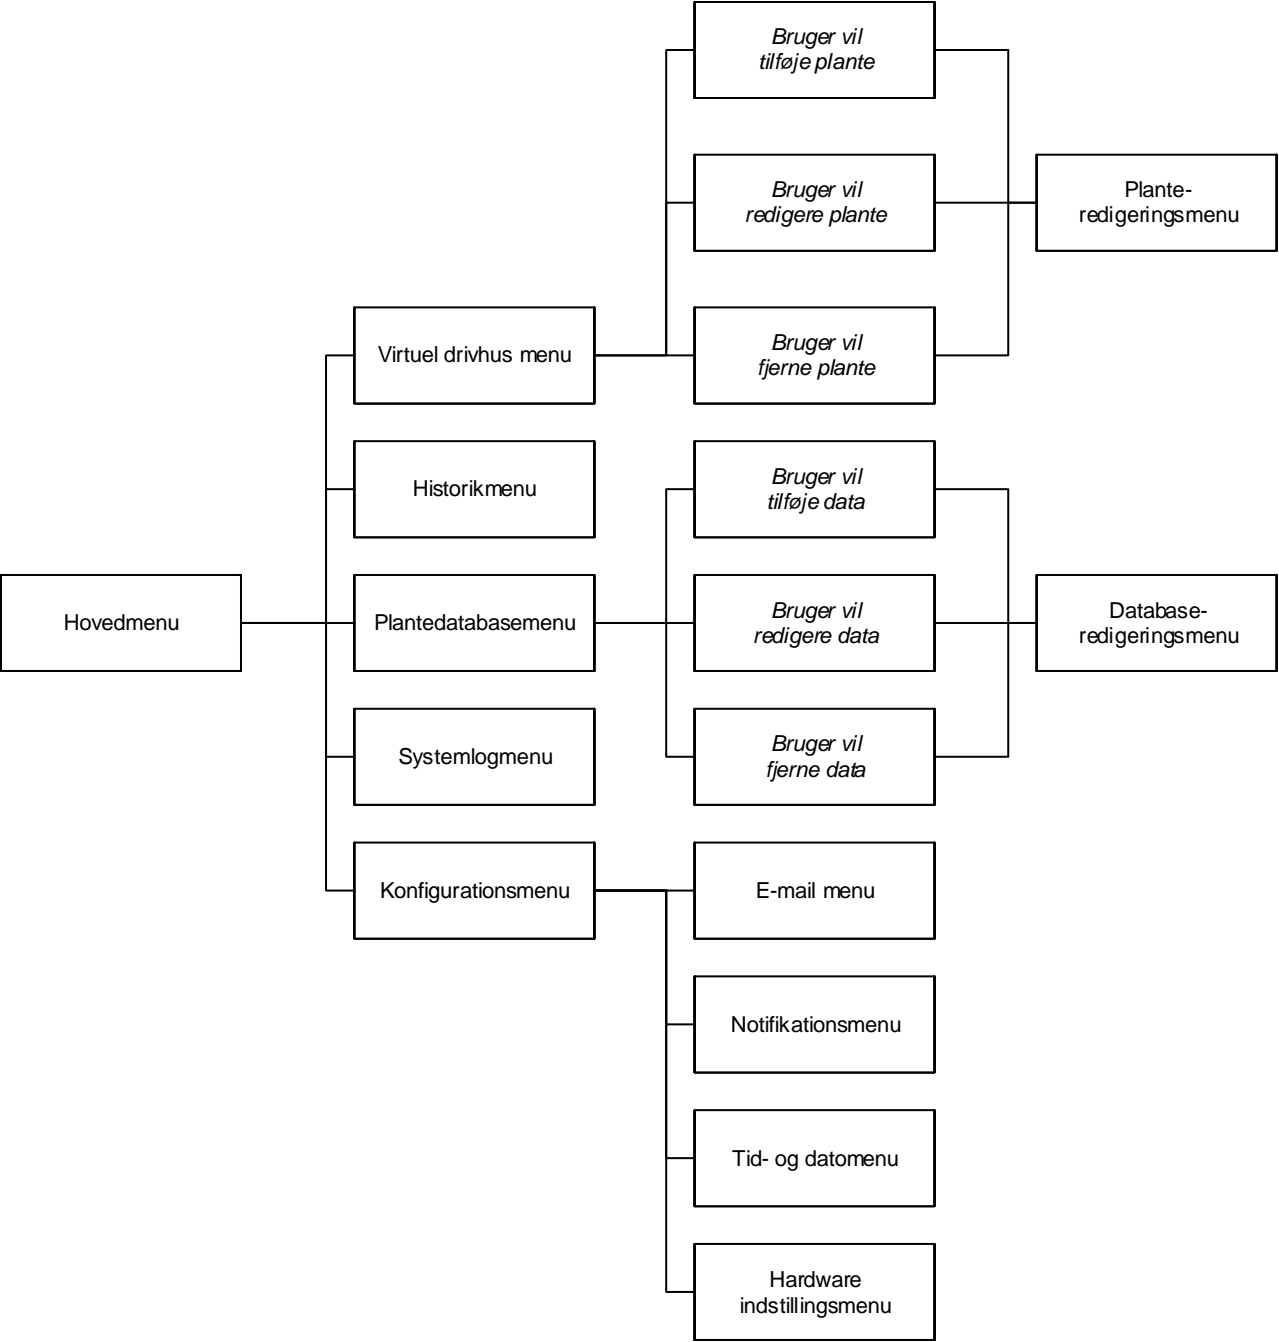 Bruger vil
tilføje plante
Bruger vil
redigere plante
Plante-
redigeringsmenu
Virtuel drivhus menu
Bruger vil
fjerne plante
Historikmenu
Bruger vil
tilføje data
Hovedmenu
Plantedatabasemenu
Bruger vil
redigere data
Database-
redigeringsmenu
Systemlogmenu
Bruger vil
fjerne data
Konfigurationsmenu
E-mail menu
Notifikationsmenu
Tid- og datomenu
Hardware
indstillingsmenu